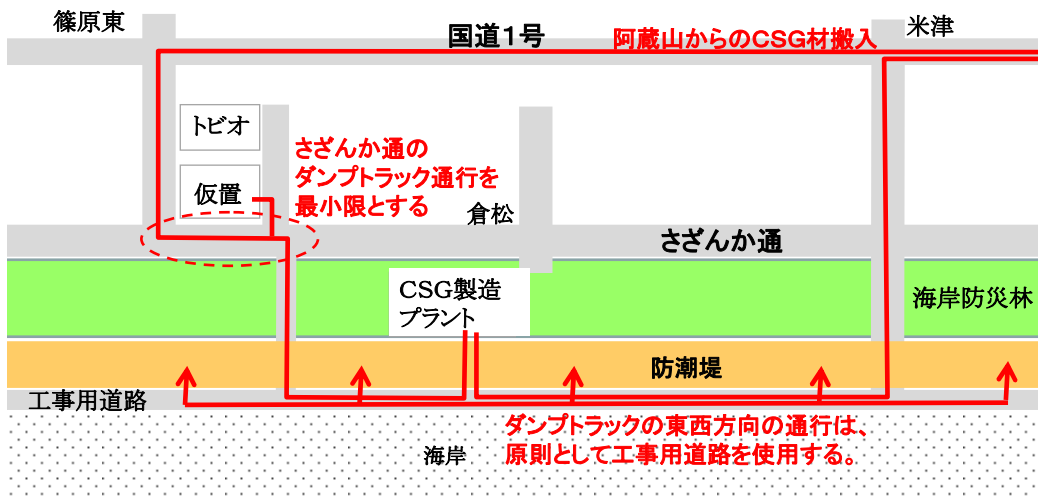 篠原東
国道1号
阿蔵山からのCSG材搬入
米津
トビオ
仮置
さざんか通の
ダンプトラック通行を
最小限とする
倉松
さざんか通
CSG製造
プラント
海岸防災林
防潮堤
工事用道路
ダンプトラックの東西方向の通行は、
原則として工事用道路を使用する。
海岸